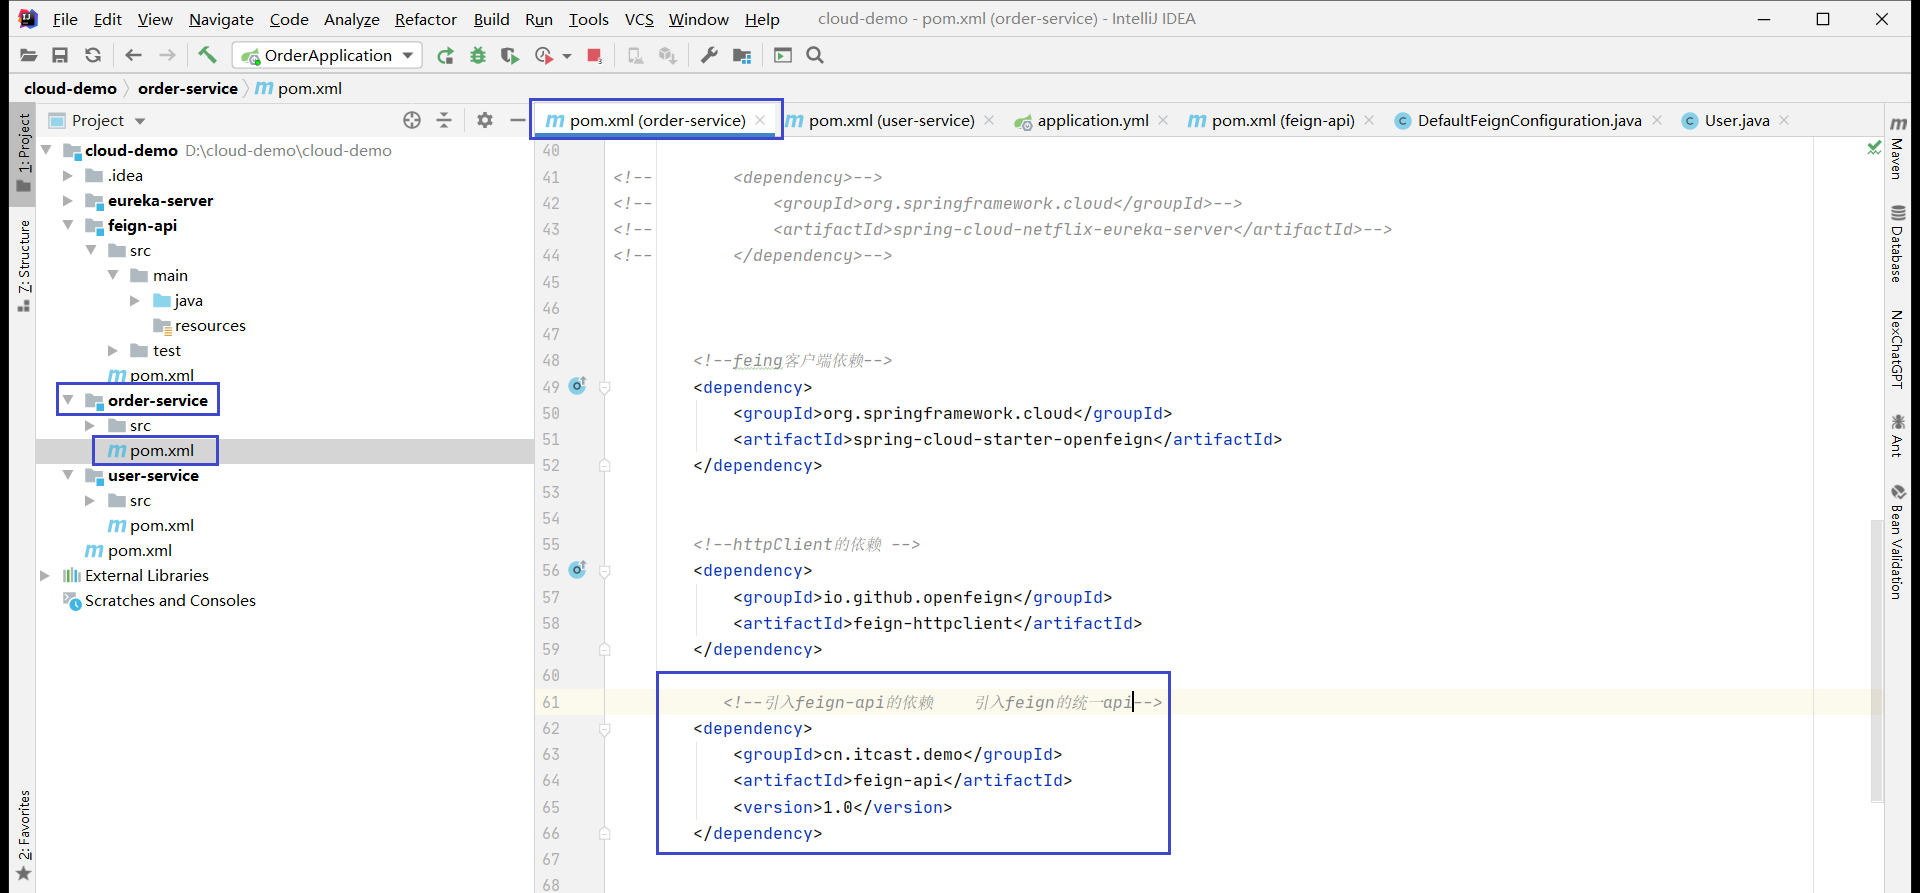 File Edit View Navigate Code Analyze Refactor Build Run Tools VCS Window Help cloud-demo - pom.xml (order-service) - IntelliJ IDEA
OrderApplication
cloud-demo order-service pom.xml
Project
pom.xml (order-service) pom.xml (user-service) application.yml pom.xml (feign-api) DefaultFeignConfiguration.java User.java
1: Project
7: Structure
2: Favorites
cloud-demo D:\cloud-demo\cloud-demo
.idea
eureka-server
feign-api
src
main
java
resources
test
pom.xml
order-service
src
pom.xml
user-service
src
pom.xml
pom.xml
External Libraries
Scratches and Consoles
40
41 <!-- <dependency>-->
42 <!-- <groupId>org.springframework.cloud</groupId>-->
43 <!-- <artifactId>spring-cloud-netflix-eureka-server</artifactId>-->
44 <!-- </dependency>-->
45
46
47
48 <!--feing客户端依赖-->
49 <dependency>
50 <groupId>org.springframework.cloud</groupId>
51 <artifactId>spring-cloud-starter-openfeign</artifactId>
52 </dependency>
53
54
55 <!--httpClient的依赖 -->
56 <dependency>
57 <groupId>io.github.openfeign</groupId>
58 <artifactId>feign-httpclient</artifactId>
59 </dependency>
60
61 <!--引入feign-api的依赖 引入feign的统一api-->
62 <dependency>
63 <groupId>cn.itcast.demo</groupId>
64 <artifactId>feign-api</artifactId>
65 <version>1.0</version>
66 </dependency>
67
68
Maven
Database
NexChatGPT
Ant
Bean Validation